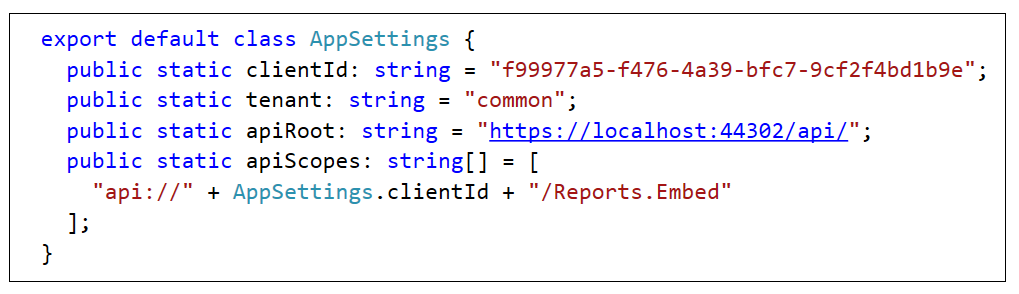 export default class AppSettings {
  public static clientId: string = "f99977a5-f476-4a39-bfc7-9cf2f4bd1b9e";
  public static tenant: string = "common";
  public static apiRoot: string = "https://localhost:44302/api/";
  public static apiScopes: string[] = [
    "api://" + AppSettings.clientId + "/Reports.Embed"
  ];
}